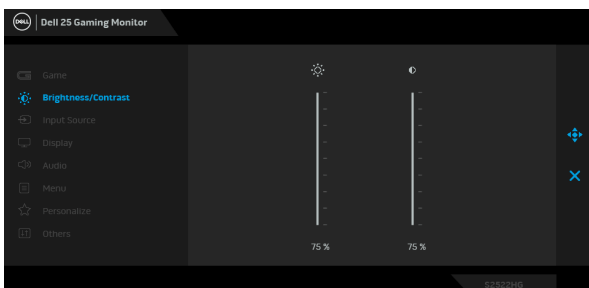 DELL
Dell 25 Gaming Monitor
Game
Brightness/Contrast
Input Source
Display
Audio
Menu
Personalize
Others
75 %
75 %
S2522HG